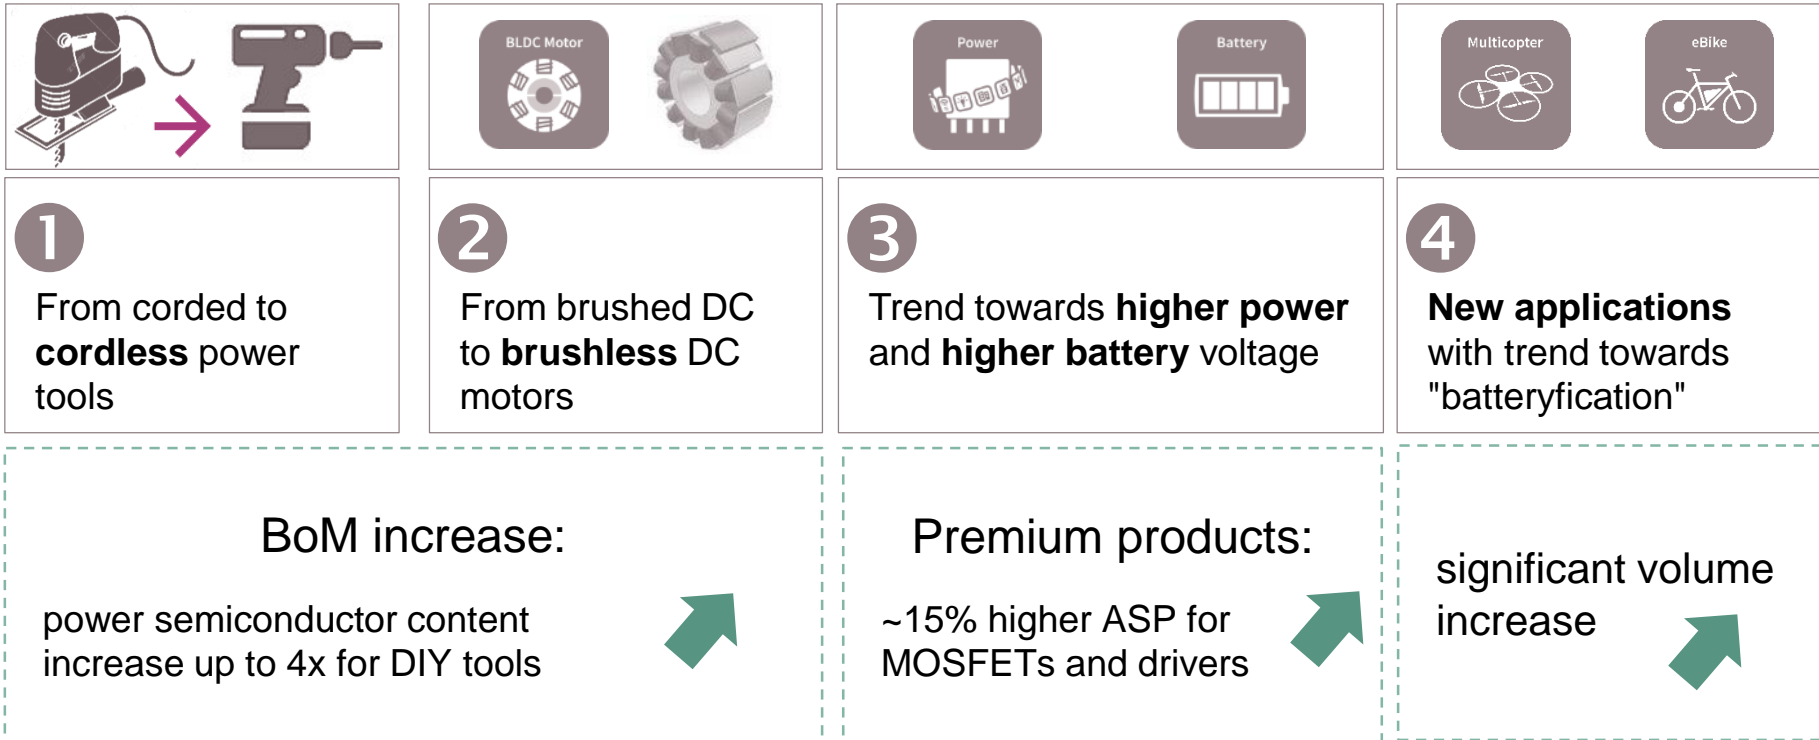 BLDC Motor
Power
Battery
Multicopter
eBike
1
From corded to
cordless power
tools
2
From brushed DC
to brushless DC
motors
3
Trend towards higher power
and higher battery voltage
4
New applications
with trend towards
"batteryfication"
BoM increase:
power semiconductor content
increase up to 4x for DIY tools
Premium products:
~15% higher ASP for
MOSFETs and drivers
significant volume
increase